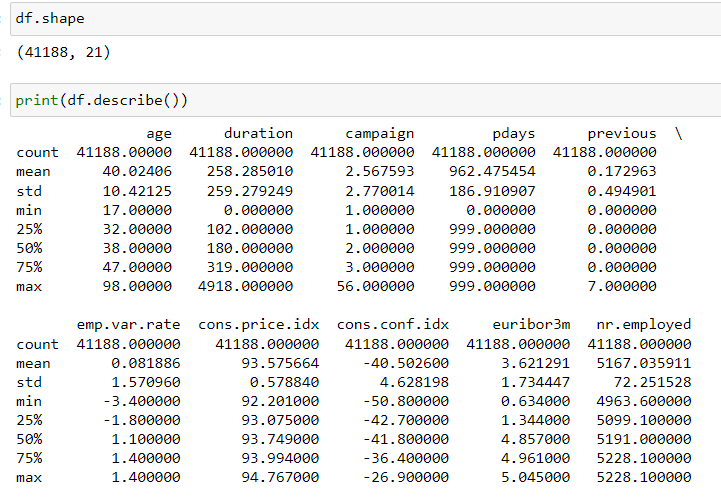 df.shape
(41188, 21)
print(df.describe())
age duration campaign pdays previous \
count 41188.00000 41188.000000 41188.000000 41188.000000 41188.000000
mean 40.02406 258.285010 2.567593 962.475454 0.172963
std 10.42125 259.279249 2.770014 186.910907 0.494901
min 17.00000 0.000000 1.000000 0.000000 0.000000
25% 32.00000 102.000000 1.000000 999.000000 0.000000
50% 38.00000 180.000000 2.000000 999.000000 0.000000
75% 47.00000 319.000000 3.000000 999.000000 0.000000
max 98.00000 4918.000000 56.000000 999.000000 7.000000
emp.var.rate cons.price.idx cons.conf.idx euribor3m nr.employed
count 41188.000000 41188.000000 41188.000000 41188.000000 41188.000000
mean 0.081886 93.575664 -40.502600 3.621291 5167.035911
std 1.570960 0.578840 4.628198 1.734447 72.251528
min -3.400000 92.201000 -50.800000 0.634000 4963.600000
25% -1.800000 93.075000 -42.700000 1.344000 5099.100000
50% 1.100000 93.749000 -41.800000 4.857000 5191.000000
75% 1.400000 93.994000 -36.400000 4.961000 5228.100000
max 1.400000 94.767000 -26.900000 5.045000 5228.100000